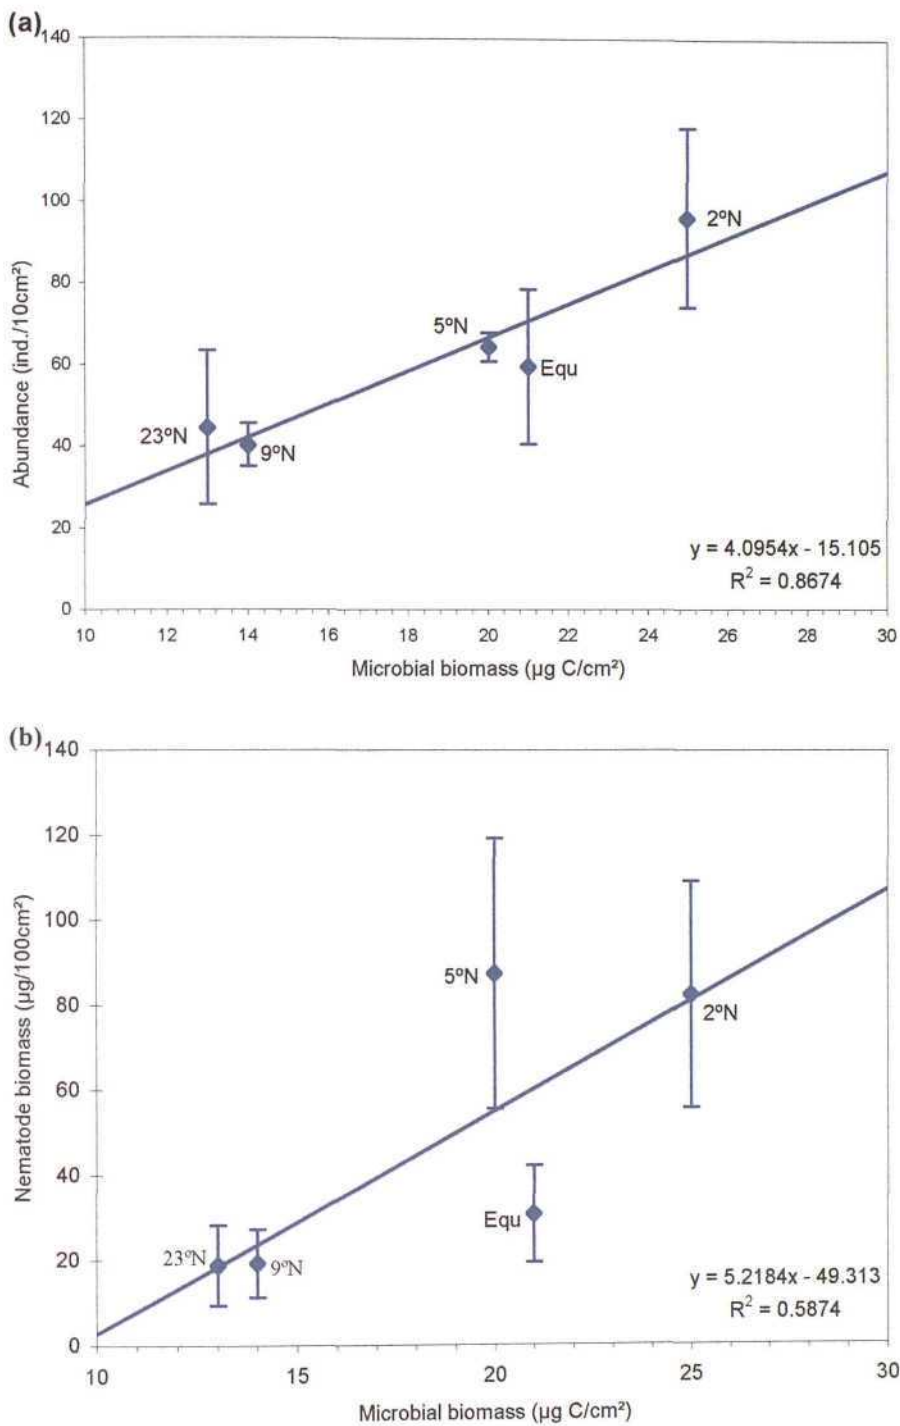 (a)
140
120
100
80
60
40
20
0
Abundance (ind./10cm²)
2ºN
5ºN
Equ
23ºN
9ºN
y = 4.0954x - 15.105
R² = 0.8674
10 12 14 16 18 20 22 24 26 28 30
Microbial biomass (µg C/cm²)
(b)
140
120
100
80
60
40
20
0
Nematode biomass (µg/100cm²)
5ºN
2ºN
Equ
23ºN
9ºN
y = 5.2184x - 49.313
R² = 0.5874
10 15 20 25 30
Microbial biomass (µg C/cm²)